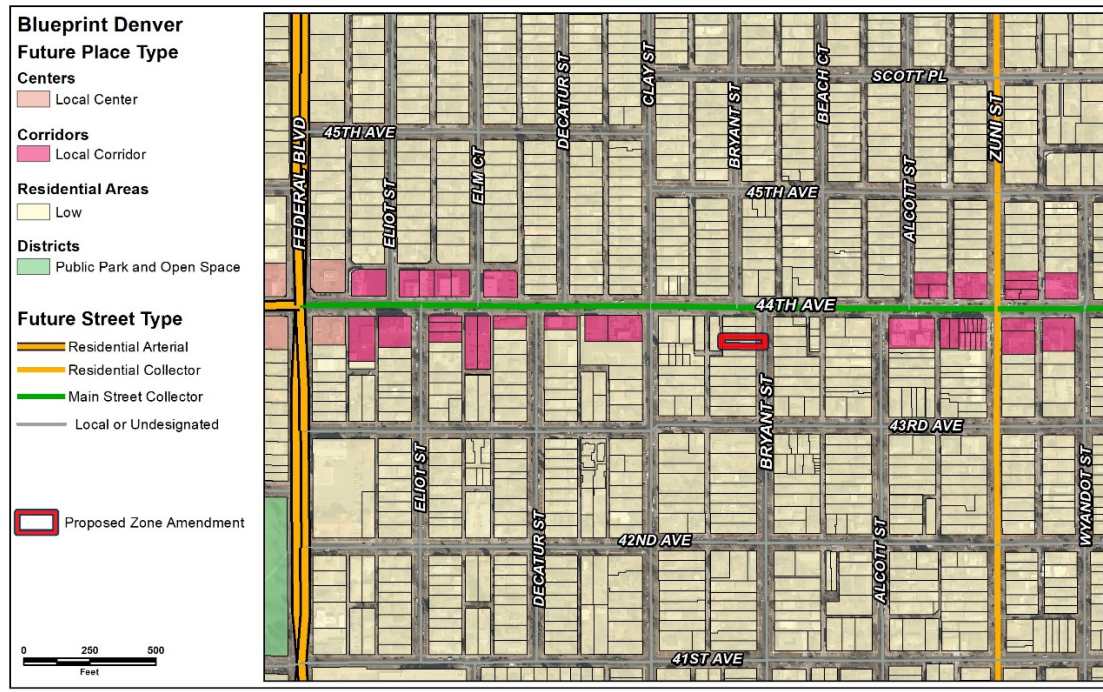 Blueprint Denver
Future Place Type
Centers
Local Center
Corridors
Local Corridor
Residential Areas
Low
Districts
Public Park and Open Space
Future Street Type
Residential Arterial
Residential Collector
Main Street Collector
Local or Undesignated
Proposed Zone Amendment
0 250 500
Feet
FEDERAL BLVD
45TH AVE
ELIOT ST
ELM CT
DECATUR ST
CLAY ST
BRYANT ST
BEACH CT
SCOTT PL
ALCOTT ST
ZUNI ST
45TH AVE
44TH AVE
ELIOT ST
DECATUR ST
BRYANT ST
43RD AVE
ALCOTT ST
WYANDOT ST
42ND AVE
41ST AVE